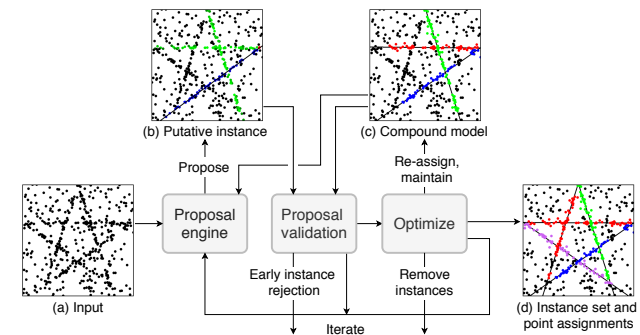 (b) Putative instance
(c) Compound model
Propose
Re-assign,
maintain
Proposal
engine
Proposal
validation
Optimize
Early instance
rejection
Remove
instances
(a) Input
(d) Instance set and
point assignments
Iterate